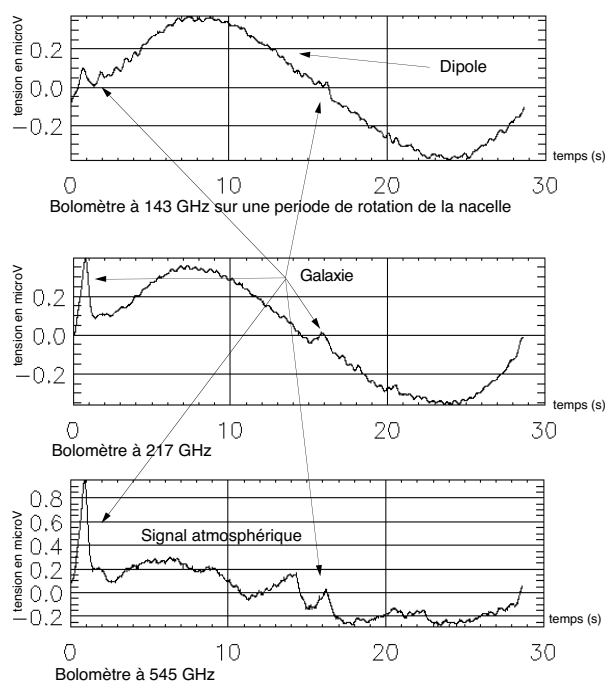 tension en microV
0.2
0.0
−0.2
Dipole
temps (s)
0 10 20 30
Bolomètre à 143 GHz sur une periode de rotation de la nacelle
tension en microV
0.2
0.0
−0.2
Galaxie
temps (s)
0 10 20 30
Bolomètre à 217 GHz
tension en microV
0.8
0.6
0.4
0.2
0.0
−0.2
Signal atmosphérique
temps (s)
0 10 20 30
Bolomètre à 545 GHz